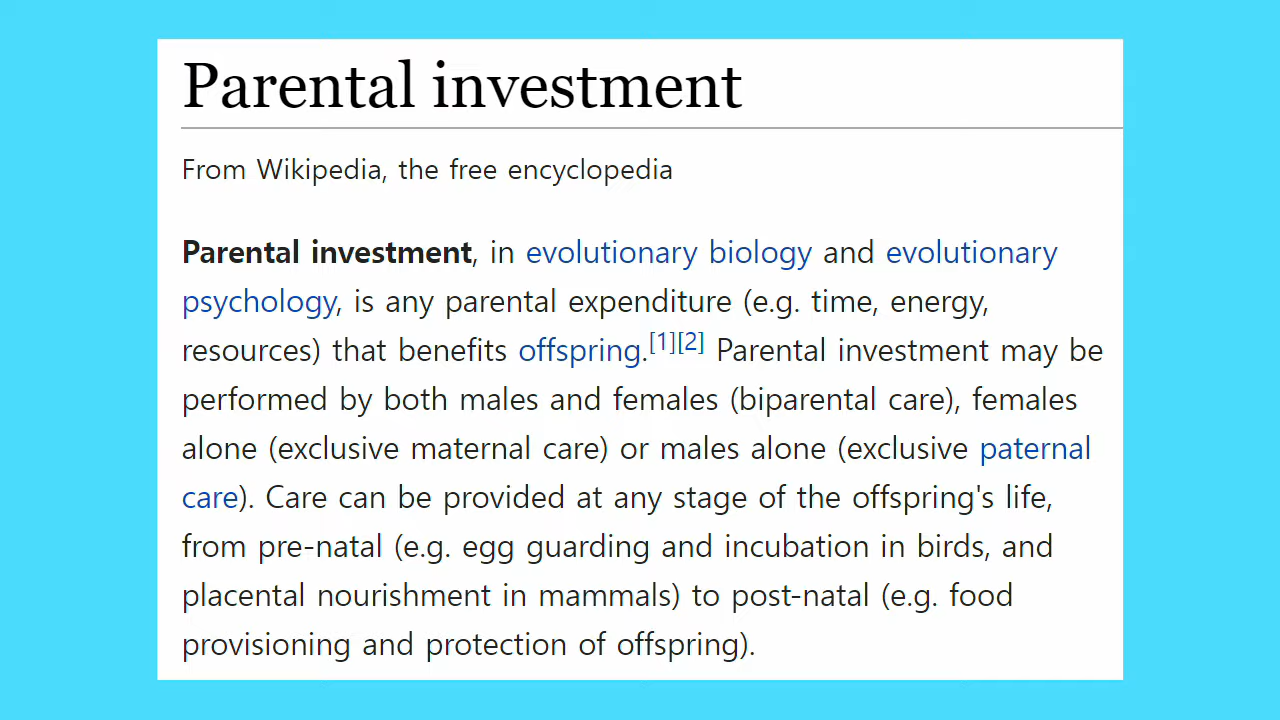 Parental investment
From Wikipedia, the free encyclopedia
Parental investment, in evolutionary biology and evolutionary
psychology, is any parental expenditure (e.g. time, energy,
resources) that benefits offspring.[1][2] Parental investment may be
performed by both males and females (biparental care), females
alone (exclusive maternal care) or males alone (exclusive paternal
care). Care can be provided at any stage of the offspring's life,
from pre-natal (e.g. egg guarding and incubation in birds, and
placental nourishment in mammals) to post-natal (e.g. food
provisioning and protection of offspring).